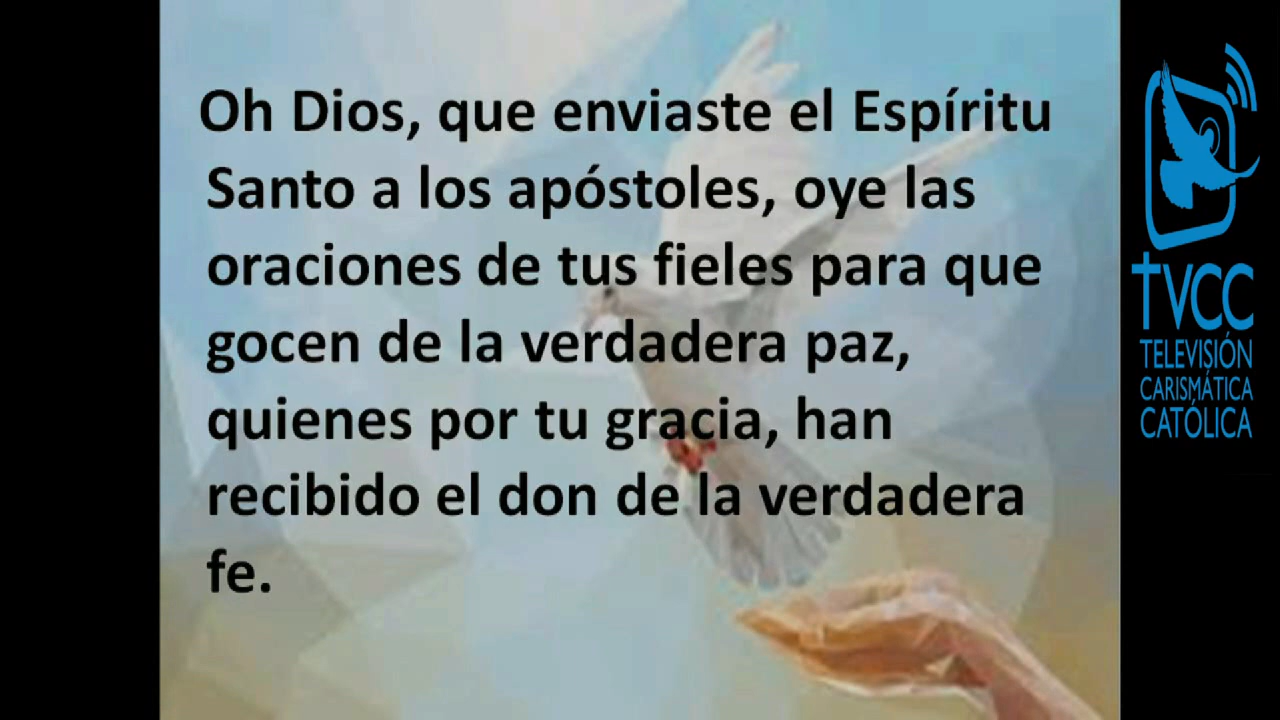 Oh Dios, que enviaste el Espíritu
Santo a los apóstoles, oye las
oraciones de tus fieles para que
gocen de la verdadera paz,
quienes por tu gracia, han
recibido el don de la verdadera
fe.
TVCC
TELEVISIÓN
CARISMÁTICA
CATÓLICA